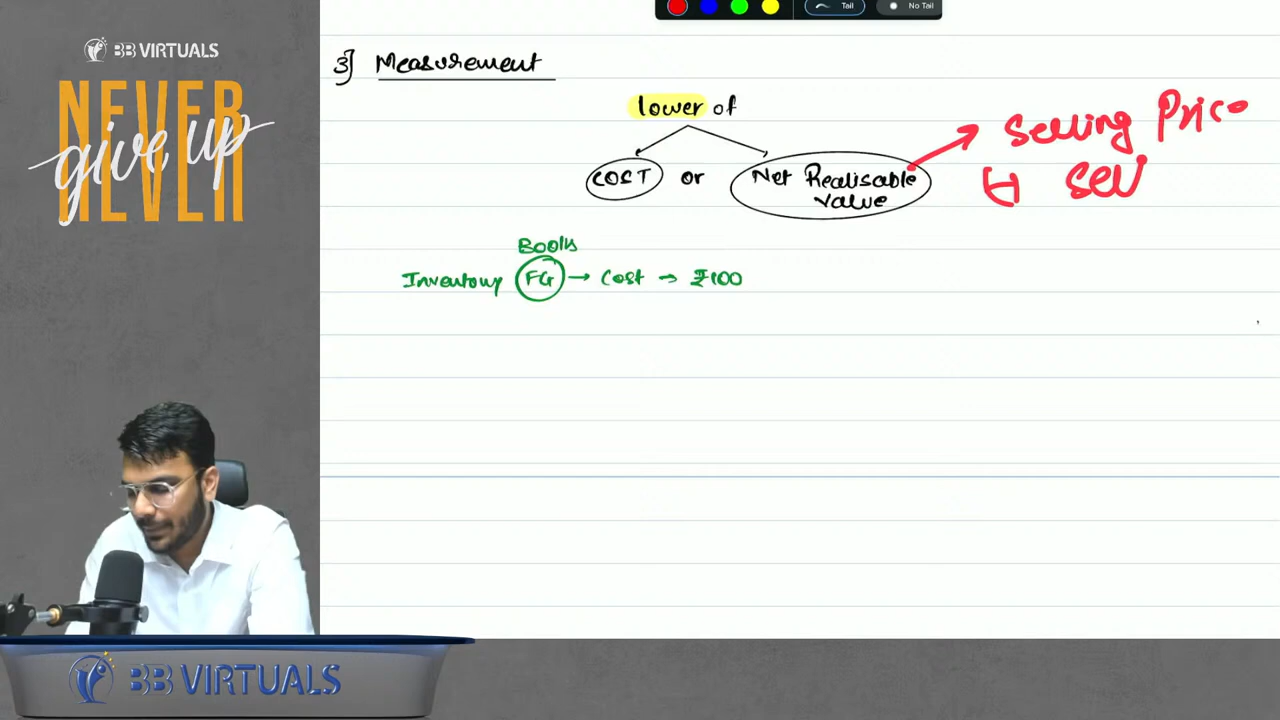 BB VIRTUALS
NEVER
give up
NEVER
Tail
No Tail
3] Measurement
lower of
COST or Net Realisable
Value
Selling Price
(-) Sell
Books
Inventory FG → Cost → ₹100
BB VIRTUALS